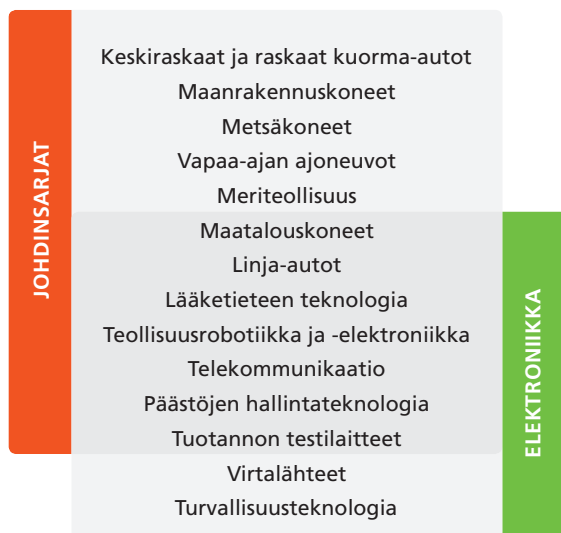 JOHDINSARJAT
Keskiraskaat ja raskaat kuorma-autot
Maanrakennuskoneet
Metsäkoneet
Vapaa-ajan ajoneuvot
Meriteollisuus
Maatalouskoneet
Linja-autot
Lääketieteen teknologia
Teollisuusrobotiikka ja -elektroniikka
Telekommunikaatio
Päästöjen hallintateknologia
Tuotannon testilaitteet
Virtalähteet
Turvallisuusteknologia
ELEKTRONIIKKA